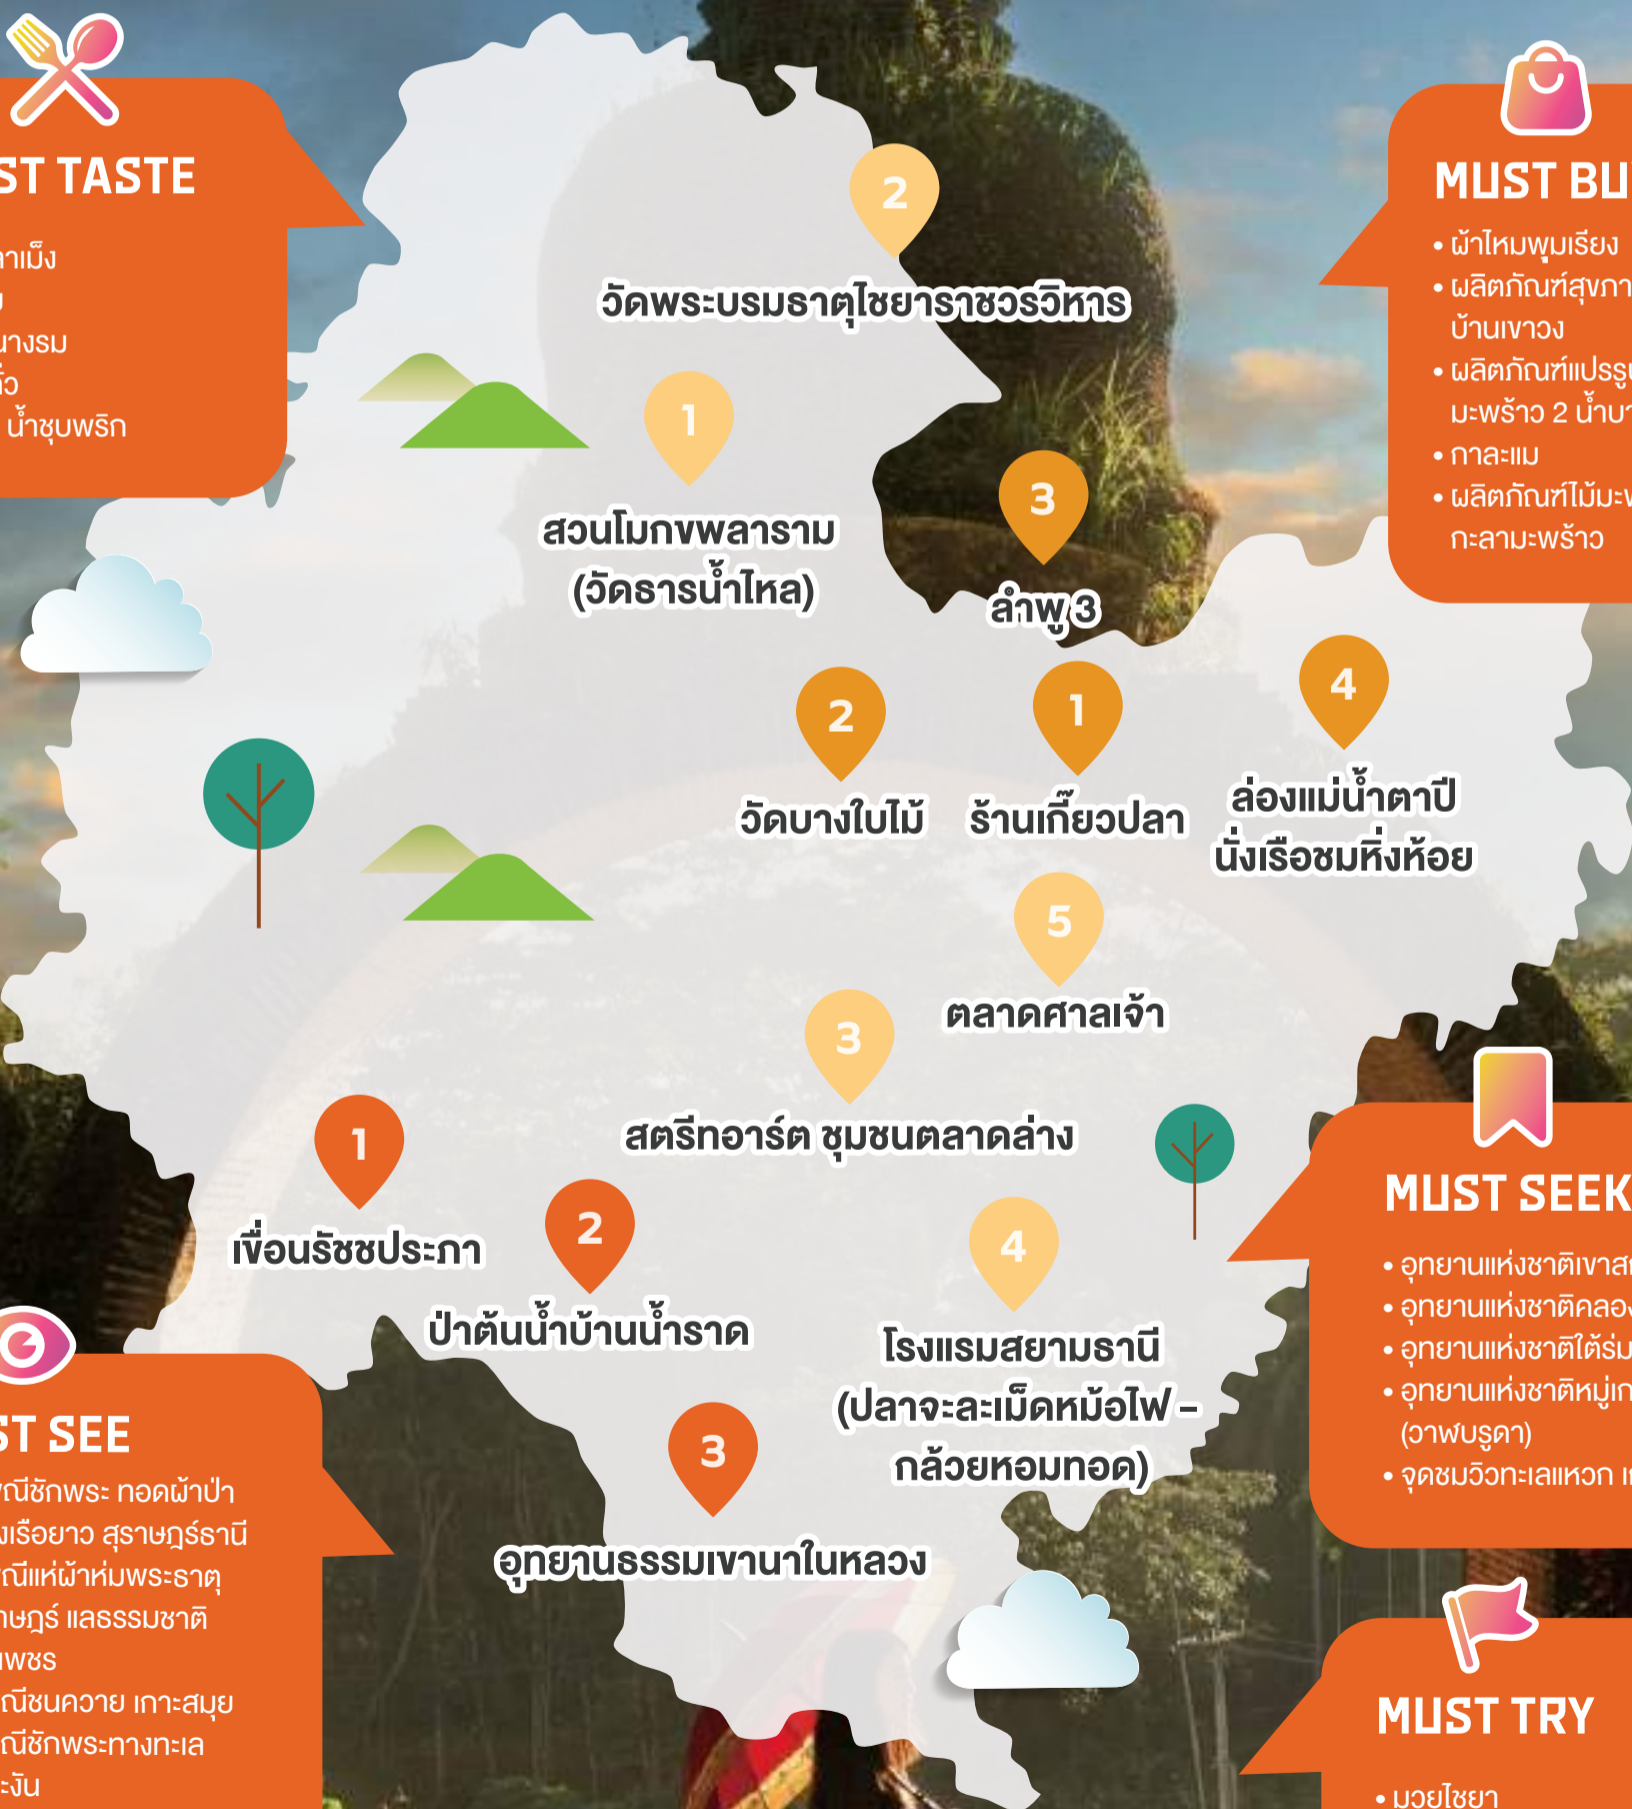 MUST TASTE
น้ำชุบพริก
2
วัดพระบรมธาตุไชยาราชวรวิหาร
1
สวนโมกขพลาราม
(วัดธารน้ำไหล)
3
ลำพู 3
2
วัดบางใบไม้
1
ร้านเกี๊ยวปลา
4
ล่องแม่น้ำตาปี
นั่งเรือชมหิ่งห้อย
5
ตลาดศาลเจ้า
3
สตรีทอาร์ต ชุมชนตลาดล่าง
1
เขื่อนรัชชประภา
2
ป่าต้นน้ำบ้านน้ำราด
4
โรงแรมสยามธานี
(ปลาจะละเม็ดหม้อไฟ -
กล้วยหอมทอด)
3
อุทยานธรรมเขานาในหลวง
MUST BU
• ผ้าไหมพุมเรียง
• ผลิตภัณฑ์สุขภา
บ้านเขาวง
• ผลิตภัณฑ์แปรรูป
มะพร้าว 2 น้ำบา
• กาละแม
• ผลิตภัณฑ์ไม้มะพ
กะลามะพร้าว
MUST SEEK
• อุทยานแห่งชาติเขาสก
• อุทยานแห่งชาติคลอง
• อุทยานแห่งชาติใต้ร่ม
• อุทยานแห่งชาติหมู่เก
(วาฬบรูดา)
• จุดชมวิวทะเลแหวก เก
ST SEE
ณีชักพระ ทอดผ้าป่า
งเรือยาว สุราษฎร์ธานี
ณีแห่ผ้าห่มพระธาตุ
าษฎร์ แลธรรมชาติ
ณีชนควาย เกาะสมุย
ณีชักพระทางทะเล
ะงัน
MUST TRY
• มวยไชยา